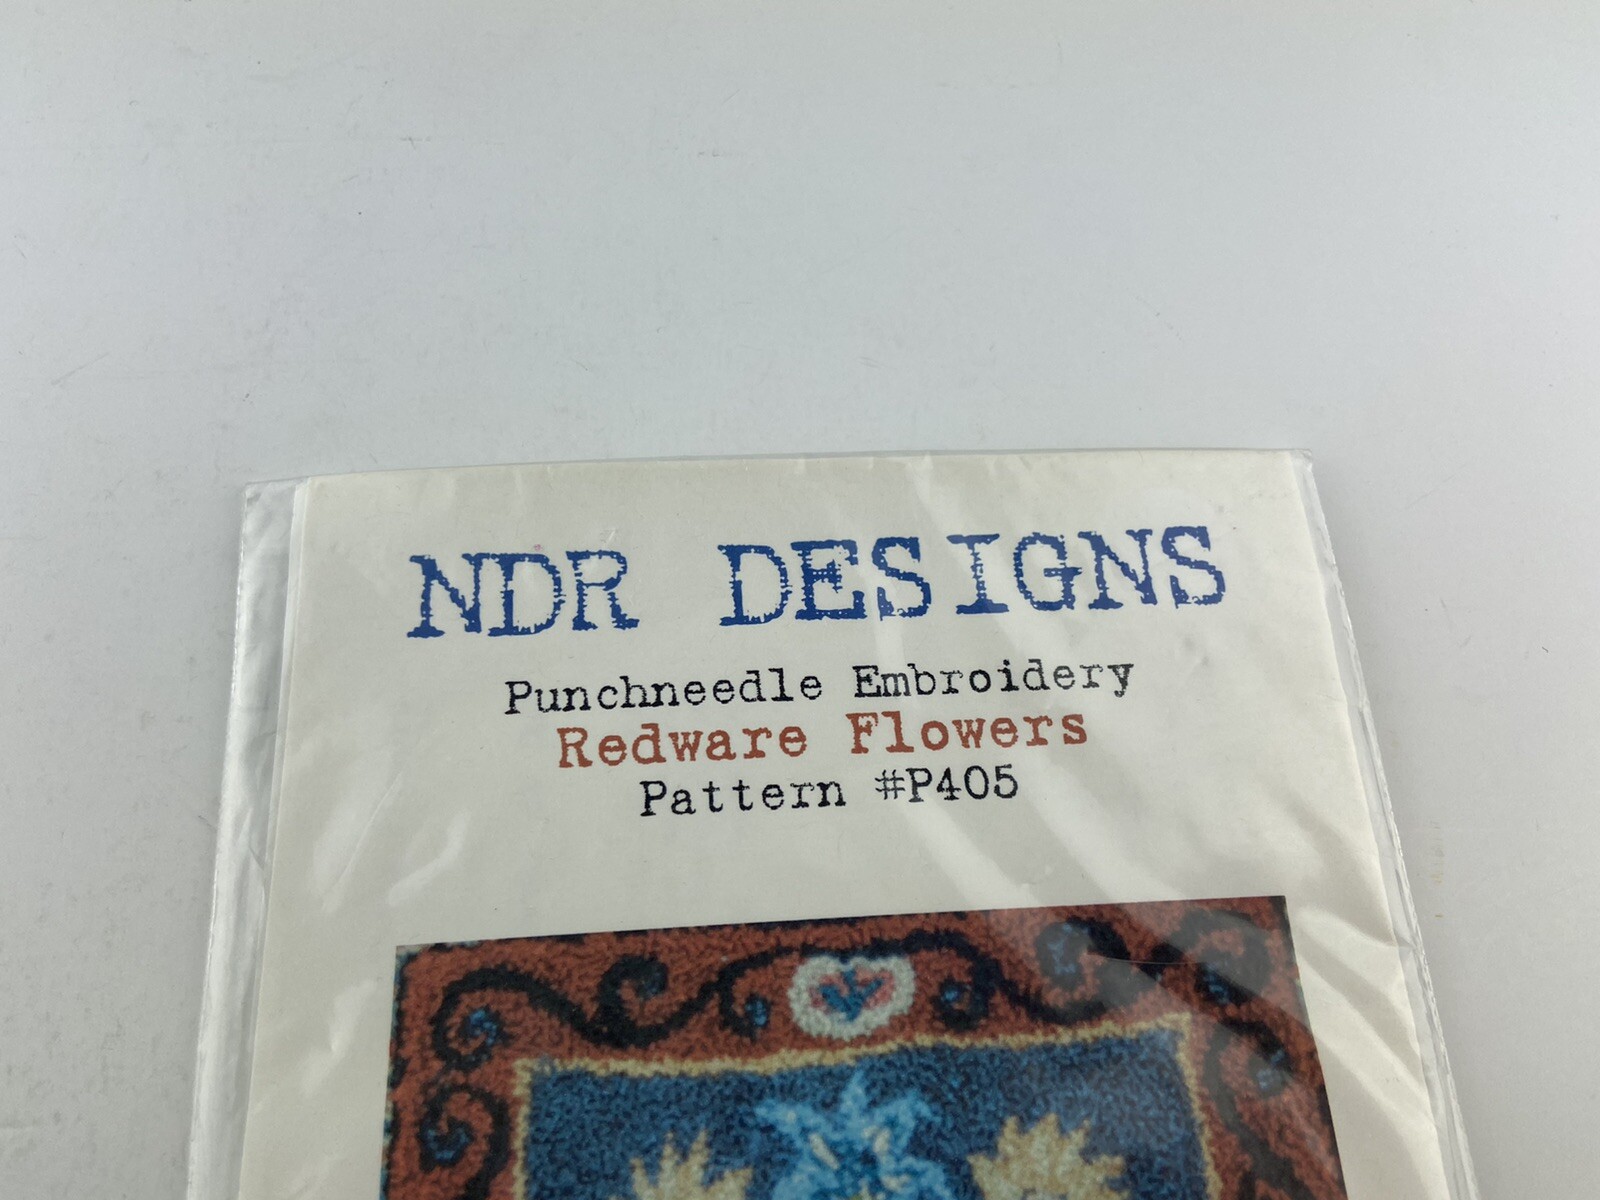 NDR DESIGNS
Punchneedle Embroidery
Redware Flowers
Pattern #P405